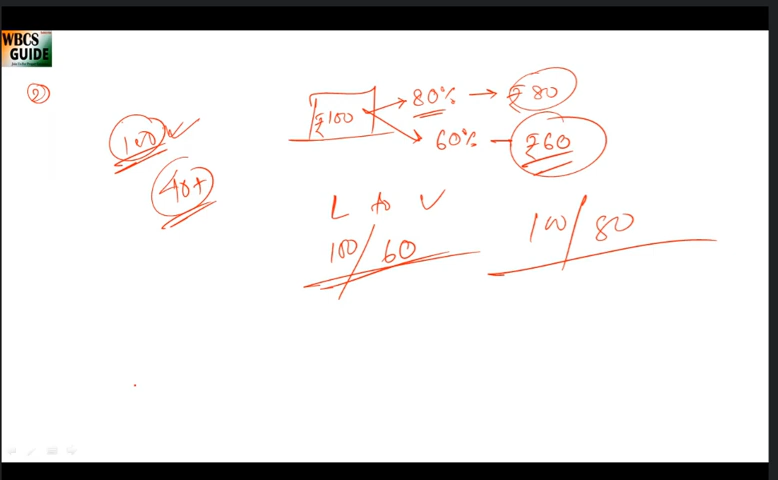 WBCS
GUIDE
②
₹100
80% → ₹80
60% — ₹60
100 ✓
40+
L to V
100/60
100/80